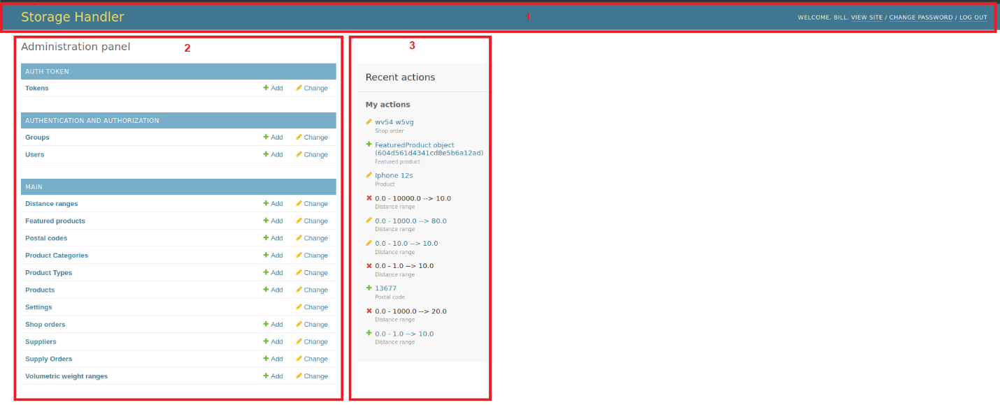 Storage Handler
1
WELCOME, BILL. VIEW SITE / CHANGE PASSWORD / LOG OUT
Administration panel
2
AUTH TOKEN
Tokens Add Change
AUTHENTICATION AND AUTHORIZATION
Groups Add Change
Users Add Change
MAIN
Distance ranges Add Change
Featured products Add Change
Postal codes Add Change
Product Categories Add Change
Product Types Add Change
Products Add Change
Settings Change
Shop orders Add Change
Suppliers Add Change
Supply Orders Add Change
Volumetric weight ranges Add Change
3
Recent actions
My actions
wv54 w5vg
Shop order
FeaturedProduct object
(604d561d4341cd8e5b6a12ad)
Featured product
Iphone 12s
Product
0.0 - 10000.0 --> 10.0
Distance range
0.0 - 1000.0 --> 80.0
Distance range
0.0 - 10.0 --> 10.0
Distance range
0.0 - 1.0 --> 10.0
Distance range
13677
Postal code
0.0 - 1000.0 --> 20.0
Distance range
0.0 - 1.0 --> 10.0
Distance range